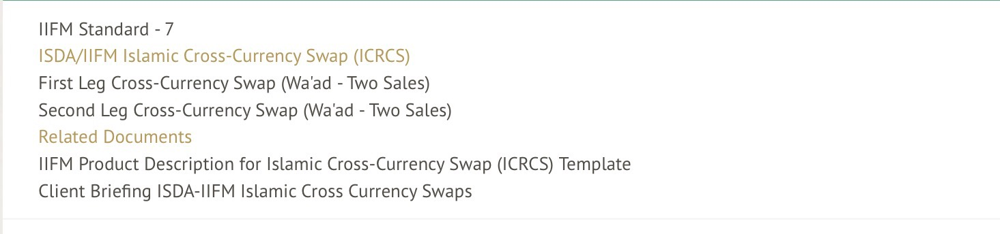 IIFM Standard - 7
ISDA/IIFM Islamic Cross-Currency Swap (ICRCS)
First Leg Cross-Currency Swap (Wa'ad - Two Sales)
Second Leg Cross-Currency Swap (Wa'ad - Two Sales)
Related Documents
IIFM Product Description for Islamic Cross-Currency Swap (ICRCS) Template
Client Briefing ISDA-IIFM Islamic Cross Currency Swaps